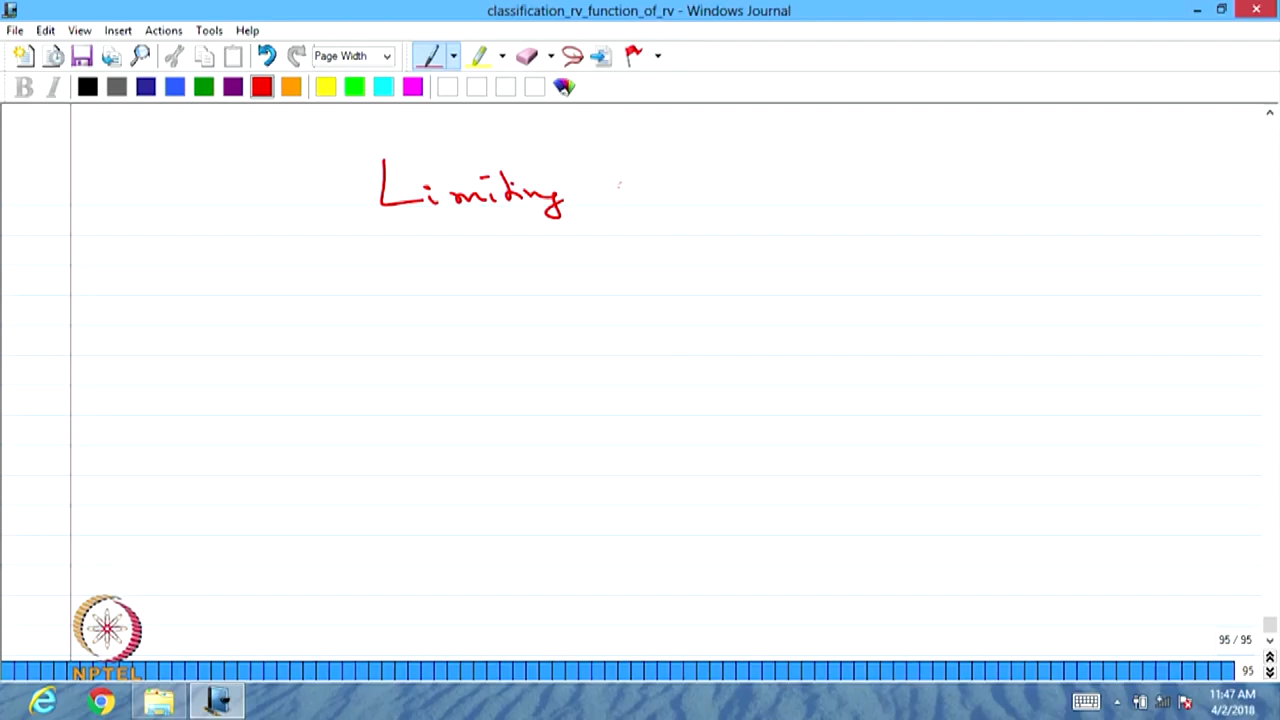 classification_rv_function_of_rv - Windows Journal
File Edit View Insert Actions Tools Help
Page Width
B I
Limiting
95 / 95
NPTEL
95
11:47 AM
4/2/2018